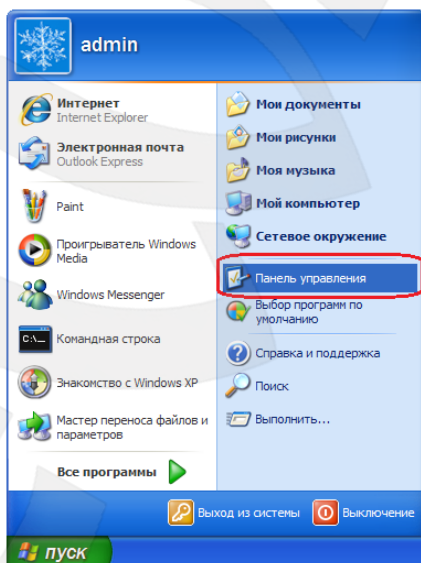 admin
Интернет
Internet Explorer
Электронная почта
Outlook Express
Paint
Проигрыватель Windows
Media
Windows Messenger
C:\_
Командная строка
Знакомство с Windows XP
Мастер переноса файлов и
параметров
Все программы
Мои документы
Мои рисунки
Моя музыка
Мой компьютер
Сетевое окружение
Панель управления
Выбор программ по
умолчанию
Справка и поддержка
Поиск
Выполнить...
Выход из системы
Выключение
пуск